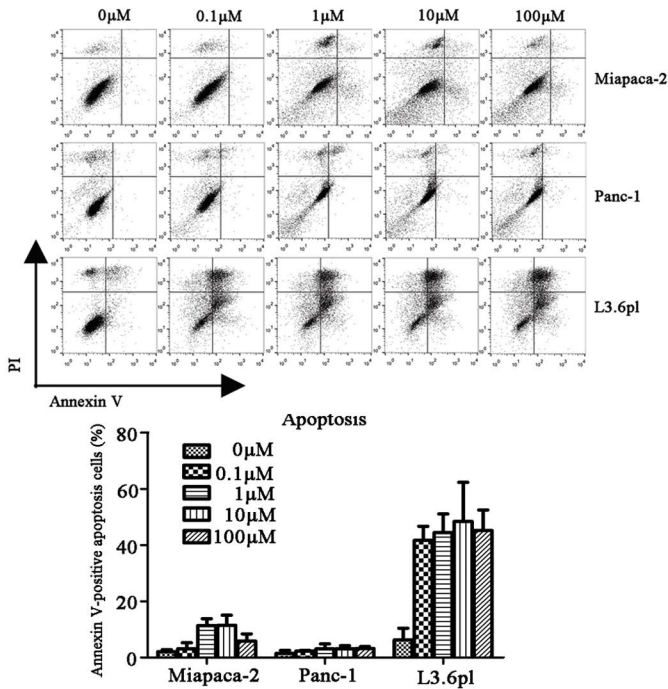 0μM 0.1μM 1μM 10μM 100μM
Miapaca-2
Panc-1
L3.6pl
PI
Annexin V
Apoptosis
Annexin V-positive apoptosis cells (%)
80
60
40
20
0
0μM
0.1μM
1μM
10μM
100μM
Miapaca-2 Panc-1 L3.6pl